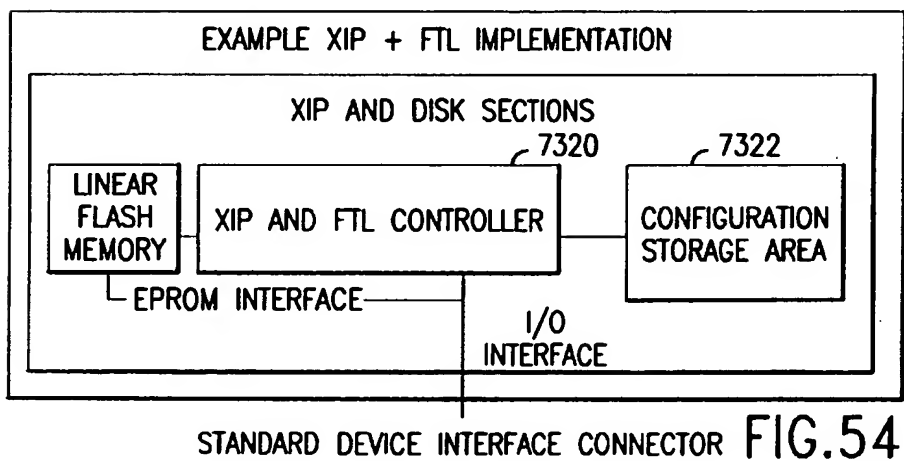 EXAMPLE XIP + FTL IMPLEMENTATION
XIP AND DISK SECTIONS
7320
7322
LINEAR
FLASH
MEMORY
XIP AND FTL CONTROLLER
CONFIGURATION
STORAGE AREA
EPROM INTERFACE
I/O
INTERFACE
STANDARD DEVICE INTERFACE CONNECTOR
FIG.54